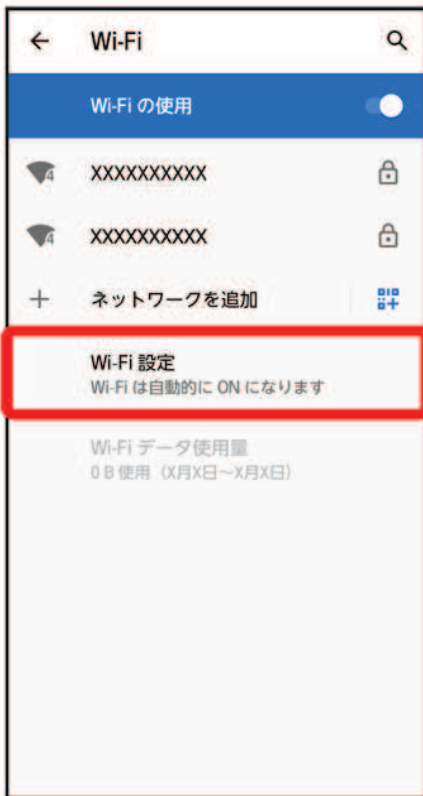 Wi-Fi
Wi-Fi の使用
4 XXXXXXXXXX
4 XXXXXXXXXX
ネットワークを追加
Wi-Fi 設定
Wi-Fi は自動的に ON になります
Wi-Fi データ使用量
0 B 使用（X月X日～X月X日）